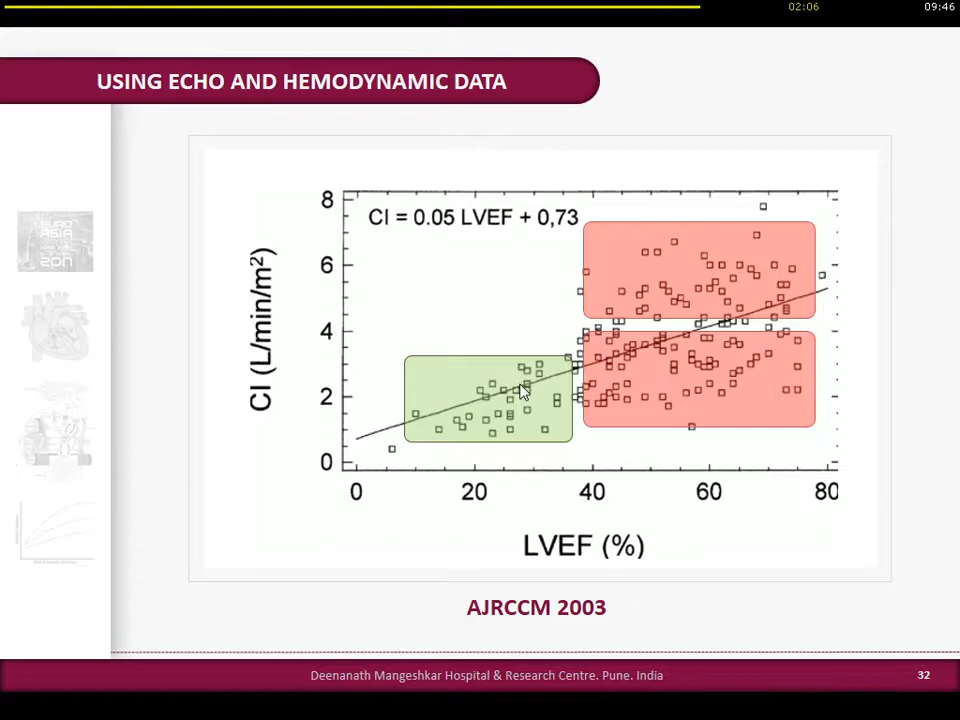 02:06
09:46
USING ECHO AND HEMODYNAMIC DATA
CI = 0.05 LVEF + 0,73
8
6
4
2
0
CI (L/min/m²)
0 20 40 60 80
LVEF (%)
AJRCCM 2003
Deenanath Mangeshkar Hospital & Research Centre. Pune. India
32